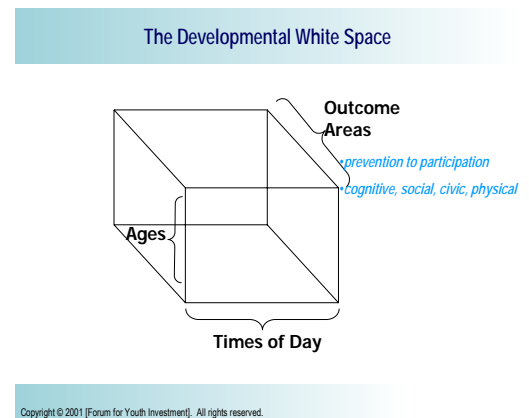 The Developmental White Space
Outcome
Areas
•prevention to participation
•cognitive, social, civic, physical
Ages
Times of Day
Copyright © 2001 [Forum for Youth Investment].  All rights reserved.